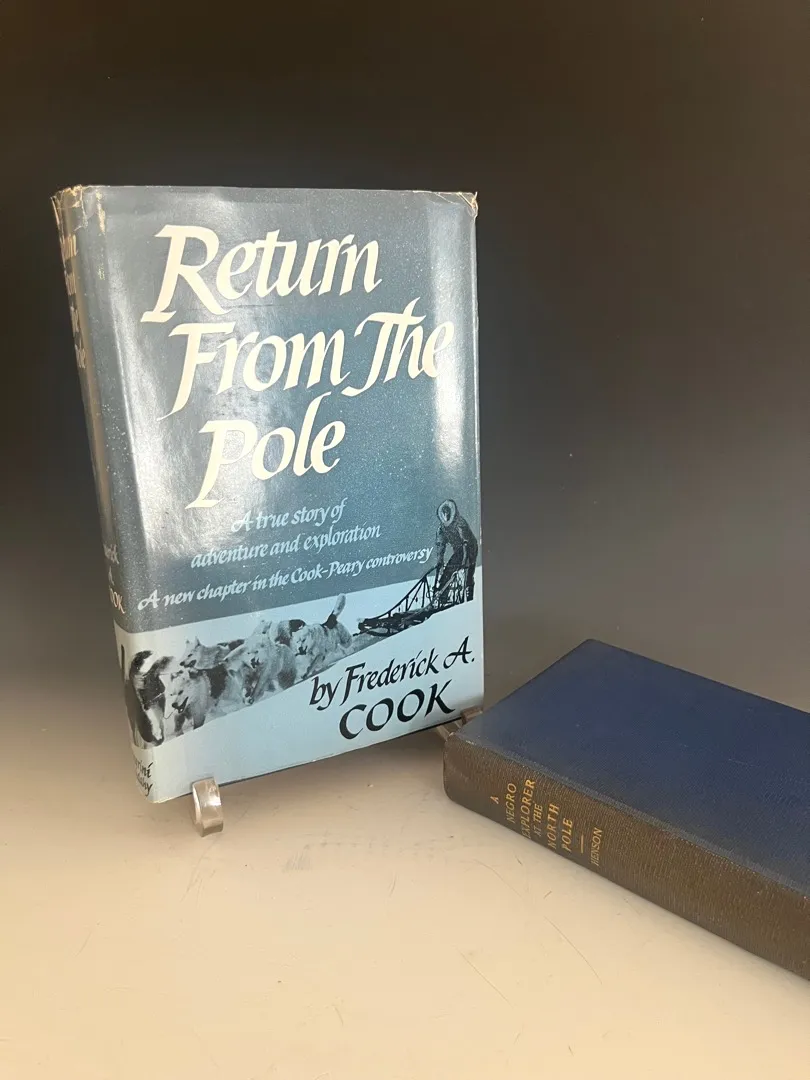 Return
From The
Pole
A true story of
adventure and exploration
A new chapter in the Cook-Peary controversy
by Frederick A.
COOK
A
NEGRO
EXPLORER
AT THE
NORTH
POLE
HENSON